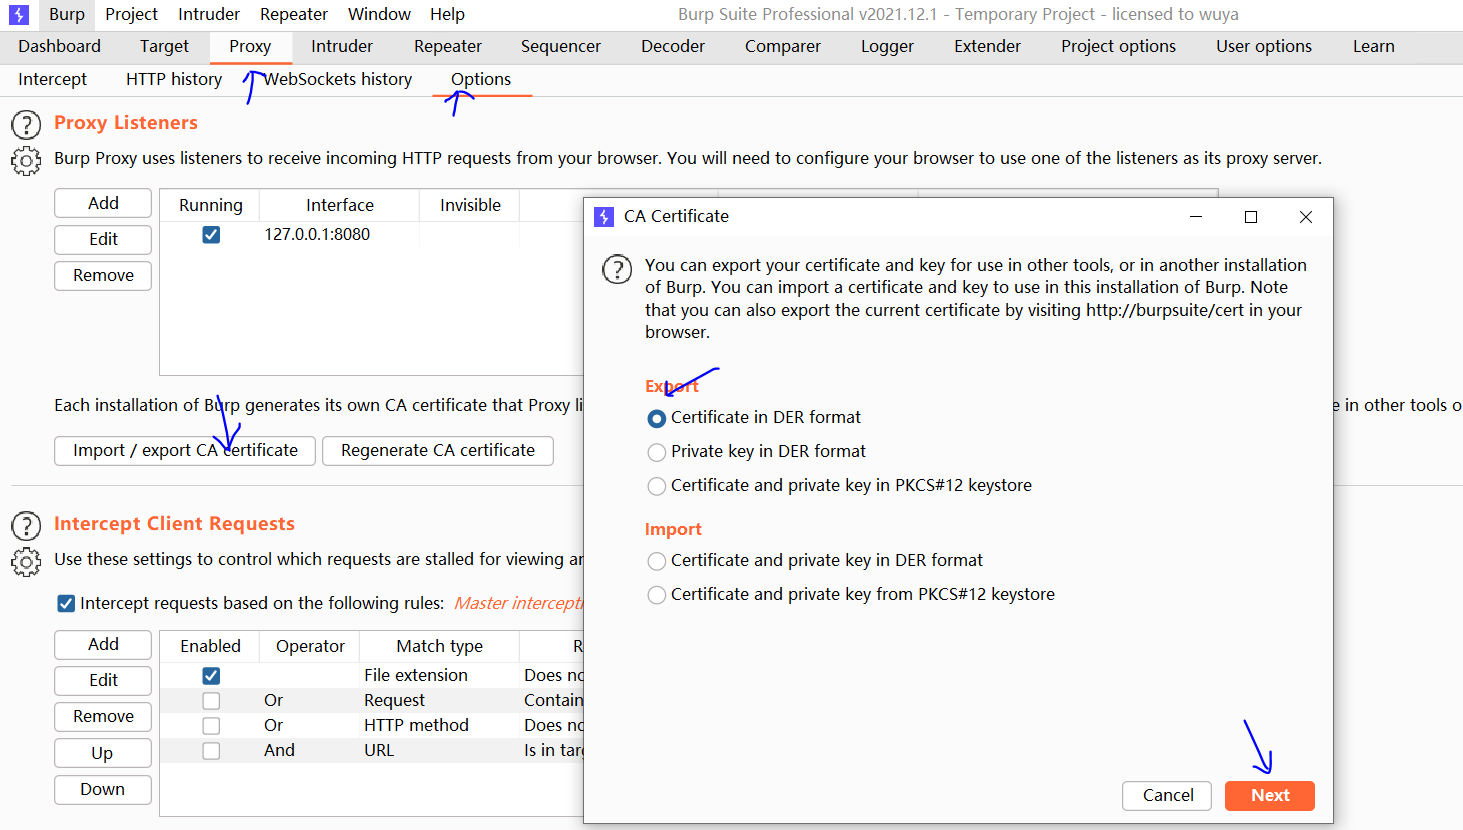 Burp Project Intruder Repeater Window Help Burp Suite Professional v2021.12.1 - Temporary Project - licensed to wuya
Dashboard Target Proxy Intruder Repeater Sequencer Decoder Comparer Logger Extender Project options User options Learn
Intercept HTTP history WebSockets history Options
Proxy Listeners
Burp Proxy uses listeners to receive incoming HTTP requests from your browser. You will need to configure your browser to use one of the listeners as its proxy server.
Add
Edit
Remove
Running Interface Invisible
127.0.0.1:8080
Each installation of Burp generates its own CA certificate that Proxy li
e in other tools o
Import / export CA certificate Regenerate CA certificate
Intercept Client Requests
Use these settings to control which requests are stalled for viewing an
Intercept requests based on the following rules: Master intercepti
Add
Edit
Remove
Up
Down
Enabled Operator Match type R
File extension Does no
Or Request Contain
Or HTTP method Does no
And URL Is in targ
CA Certificate
You can export your certificate and key for use in other tools, or in another installation
of Burp. You can import a certificate and key to use in this installation of Burp. Note
that you can also export the current certificate by visiting http://burpsuite/cert in your
browser.
Export
Certificate in DER format
Private key in DER format
Certificate and private key in PKCS#12 keystore
Import
Certificate and private key in DER format
Certificate and private key from PKCS#12 keystore
Cancel Next